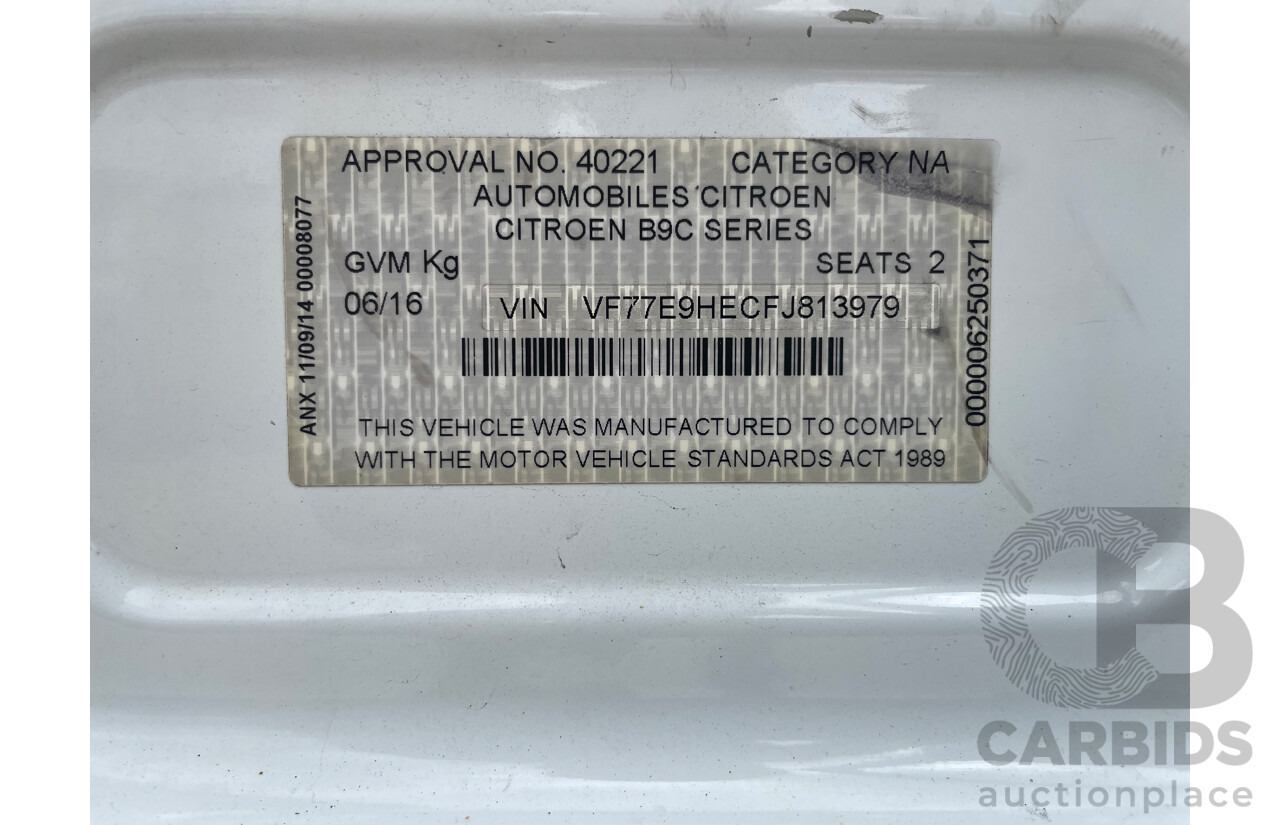 APPROVAL NO. 40221 CATEGORY NA
AUTOMOBILES CITROEN
CITROEN B9C SERIES
GVM Kg SEATS 2
06/16 VIN VF77E9HECFJ813979
THIS VEHICLE WAS MANUFACTURED TO COMPLY
WITH THE MOTOR VEHICLE STANDARDS ACT 1989
ANX 11/09/14 00008077
0000006250371
CB
CARBIDS
auctionplace